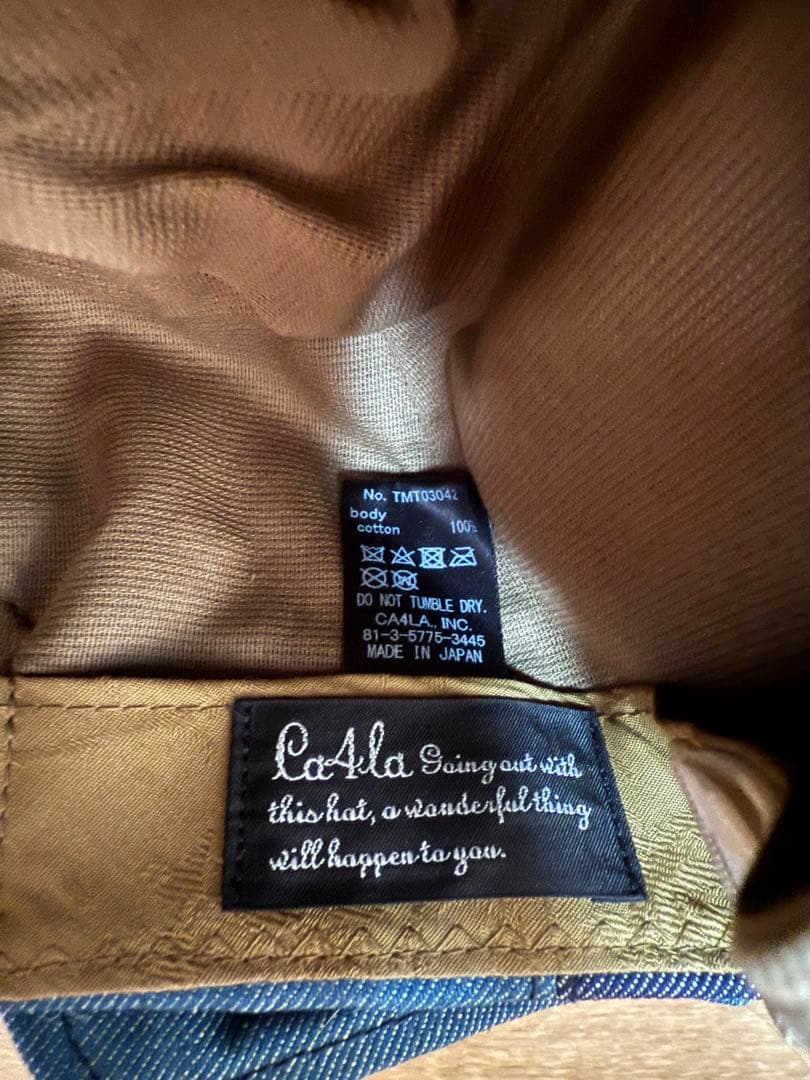 No. TMT03042
body
cotton 100%
DO NOT TUMBLE DRY.
CA4LA., INC.
81-3-5775-3445
MADE IN JAPAN
Ca4la Going out with
this hat, a wonderful thing
will happen to you.